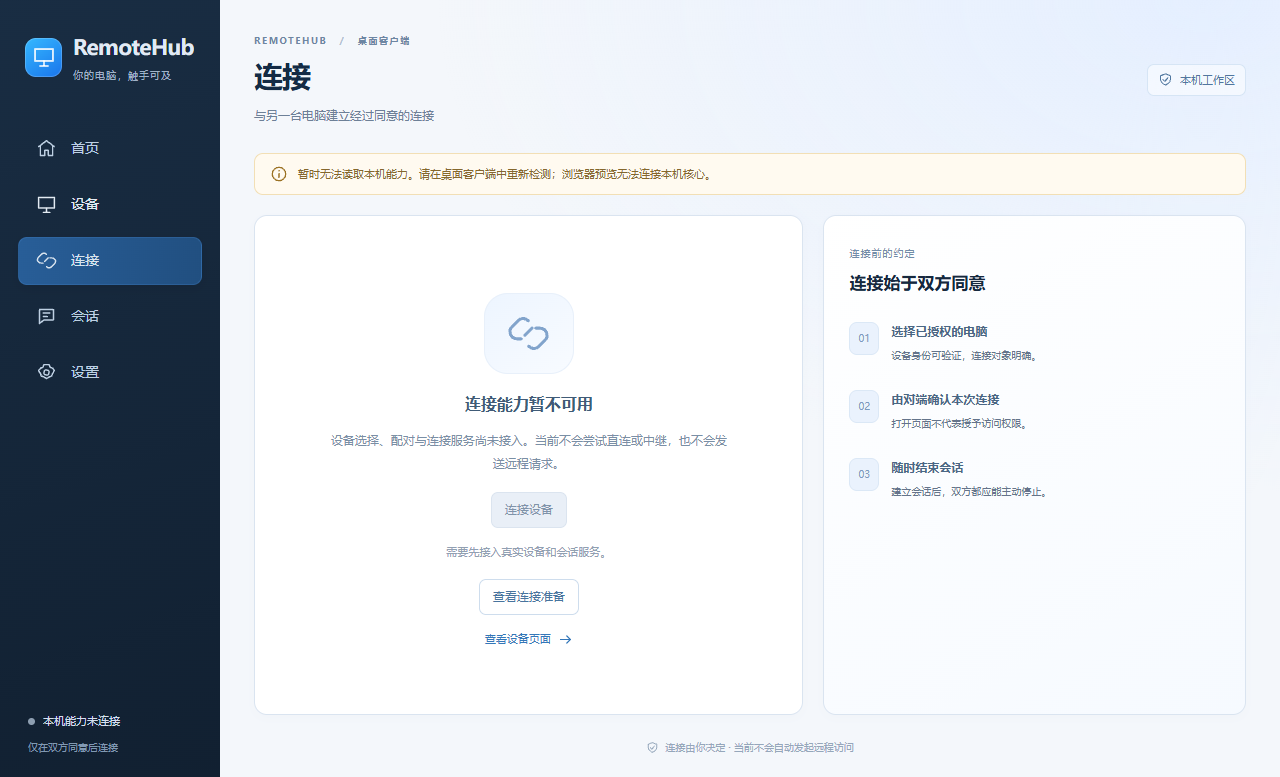 RemoteHub
你的电脑，触手可及
首页
设备
连接
会话
设置
本机能力未连接
仅在双方同意后连接
REMOTEHUB / 桌面客户端
连接
与另一台电脑建立经过同意的连接
本机工作区
暂时无法读取本机能力。请在桌面客户端中重新检测；浏览器预览无法连接本机核心。
连接能力暂不可用
设备选择、配对与连接服务尚未接入。当前不会尝试直连或中继，也不会发
送远程请求。
连接设备
需要先接入真实设备和会话服务。
查看连接准备
查看设备页面 →
连接前的约定
连接始于双方同意
01
选择已授权的电脑
设备身份可验证，连接对象明确。
02
由对端确认本次连接
打开页面不代表授予访问权限。
03
随时结束会话
建立会话后，双方都应能主动停止。
连接由你决定 · 当前不会自动发起远程访问